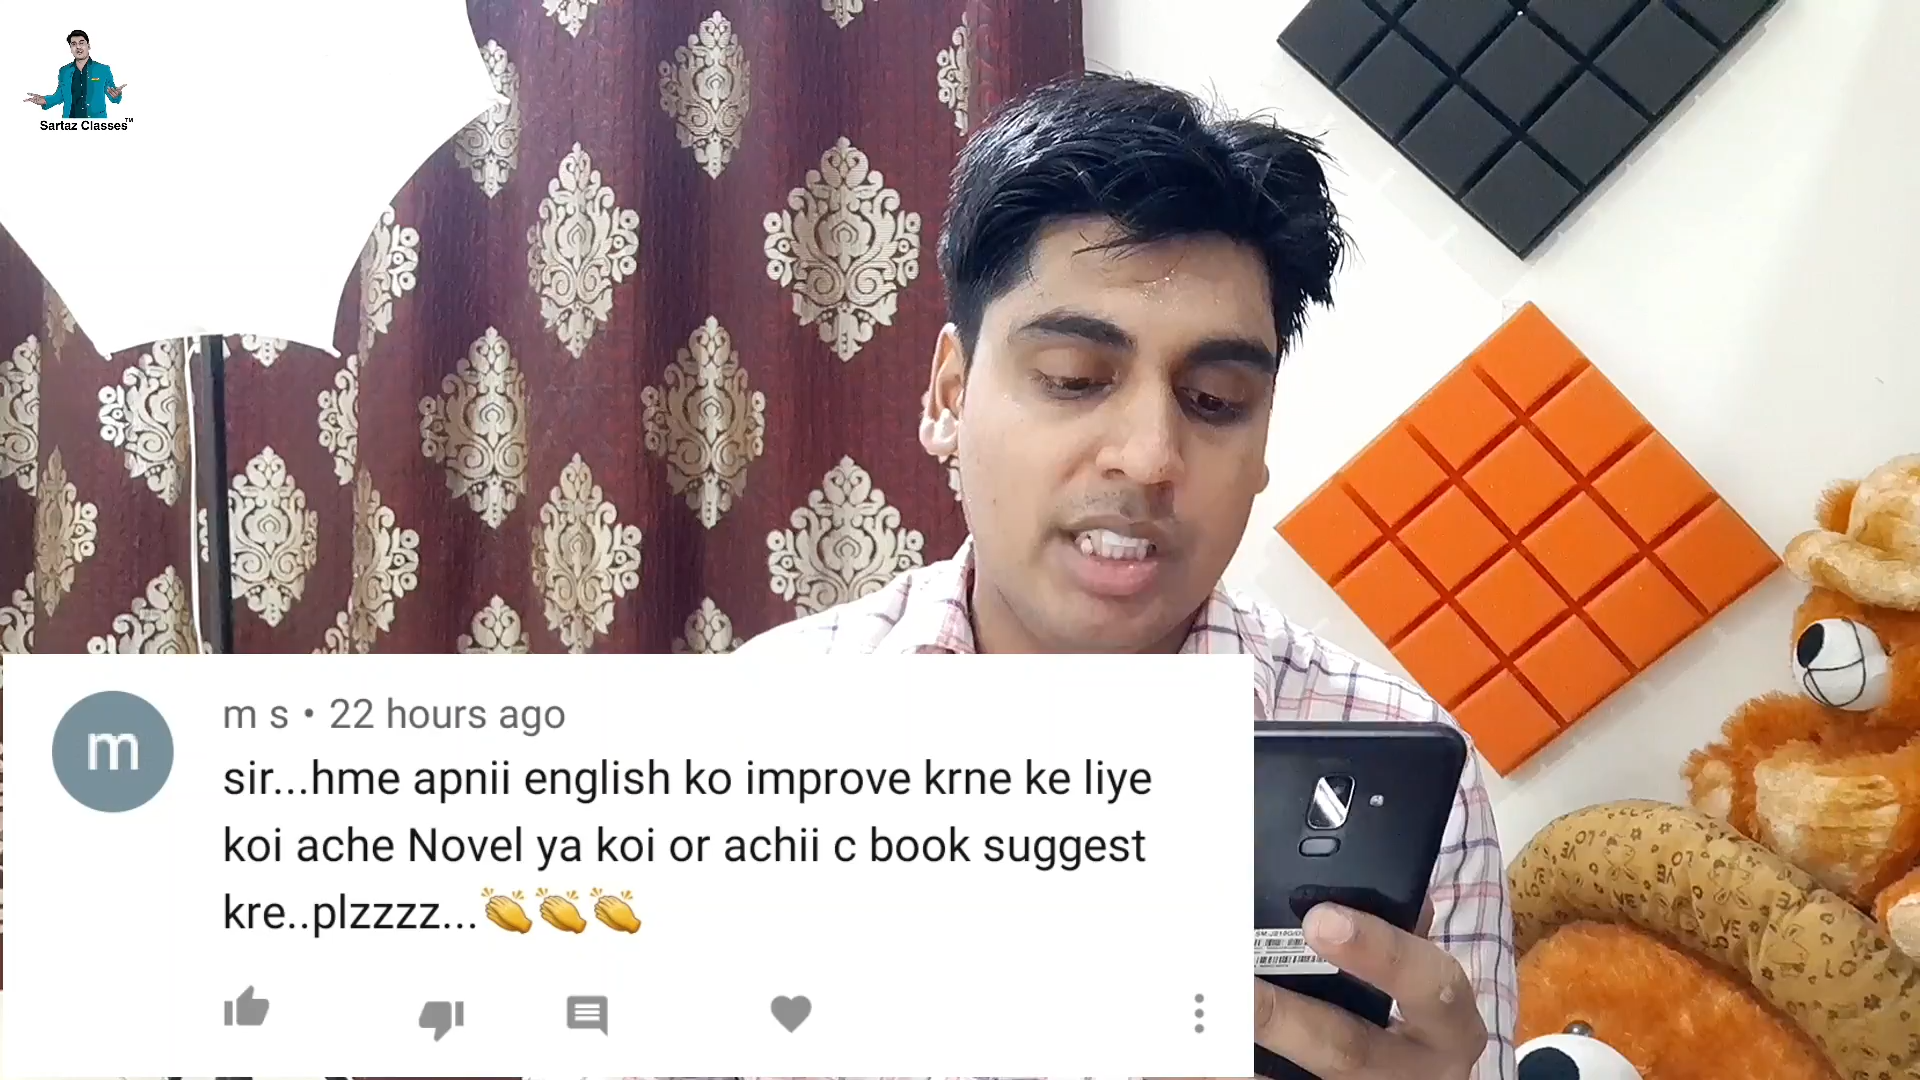 Sartaz Classes™
m
m s • 22 hours ago
sir...hme apnii english ko improve krne ke liye
koi ache Novel ya koi or achii c book suggest
kre..plzzzz...👏👏👏